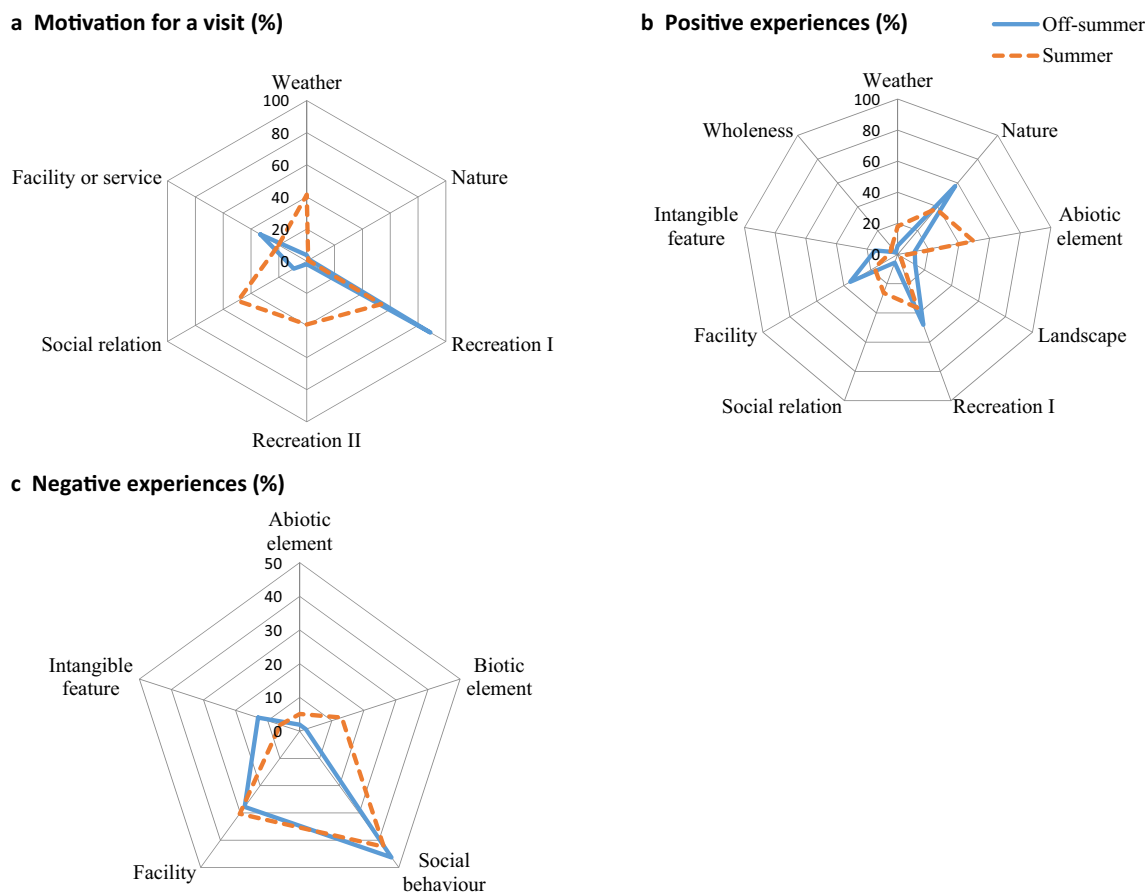 a Motivation for a visit (%)
b Positive experiences (%)
Off-summer
Summer
Weather
100
80
60
40
20
0
Nature
Recreation I
Recreation II
Social relation
Facility or service
Weather
100
80
60
40
20
0
Nature
Abiotic
element
Landscape
Recreation I
Social relation
Facility
Intangible
feature
Wholeness
c Negative experiences (%)
Abiotic
element
50
40
30
20
10
0
Biotic
element
Social
behaviour
Facility
Intangible
feature